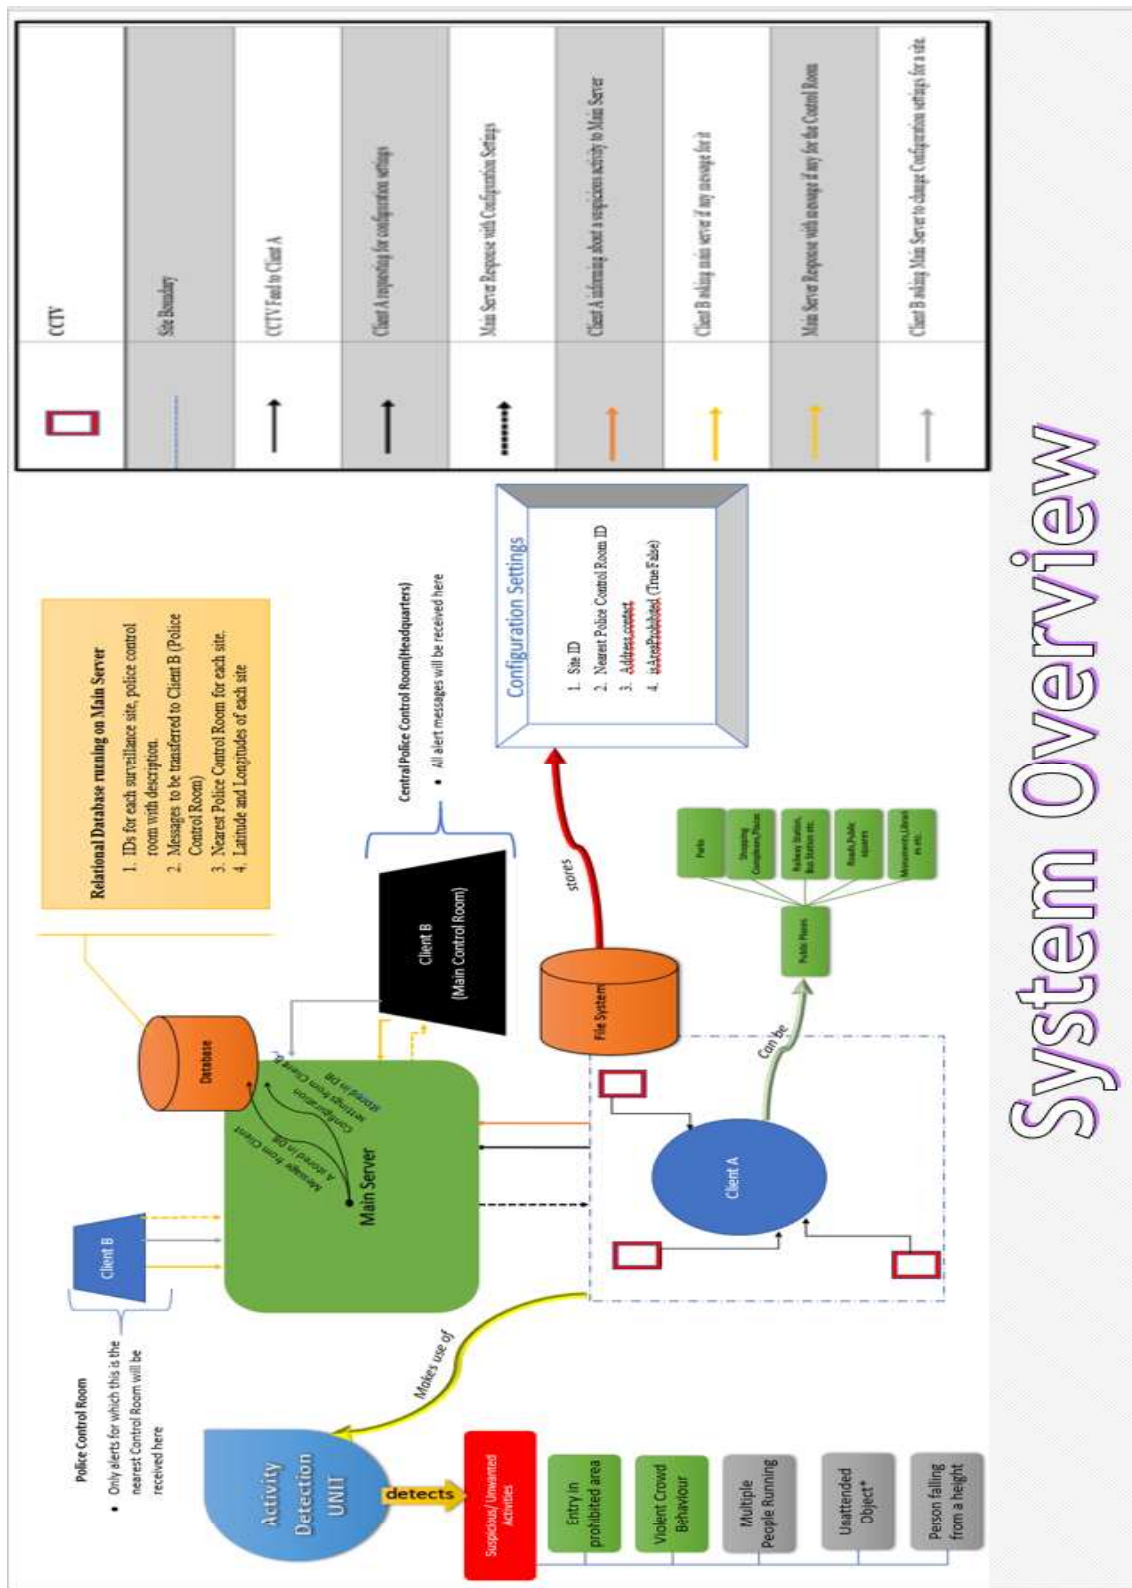 System Overview
Police Control Room
• Only alerts for which this is the
nearest Control Room will be
received here
Client B
Relational Database running on Main Server
1. IDs for each surveillance site, police control
room with description.
2. Messages to be transferred to Client B (Police
Control Room)
3. Nearest Police Control Room for each site.
4. Latitude and Longitudes of each site
Database
Message from Client
A stored in DB
Configuration
settings from Client B,
stored in DB
Main Server
Client B
(Main Control Room)
Central Police Control Room(Headquarters)
• All alert messages will be received here
Activity
Detection
UNIT
Makes use of
detects
Suspicious/ Unwanted
Activities
Entry in
prohibited area
Violent Crowd
Behaviour
Multiple
People Running
Unattended
Object*
Person falling
from a height
Client A
File System
stores
Configuration Settings
1. Site ID
2. Nearest Police Control Room ID
3. Address,contact
4. isAreaProhibited (True False)
Can be
Public Places
Parks
Shopping
Complexes,Plazas
Railway Station,
Bus Station etc.
Roads,Public
squares
Monuments,Librari
es etc.
CCTV
Site Boundary
CCTV Feed to Client A
Client A requesting for configuration settings
Main Server Response with Configuration Settings
Client A informing about a suspicious activity to Main Server
Client B asking main server if any message for it
Main Server Response with message if any for the Control Room
Client B asking Main Server to change Configuration settings for a site.